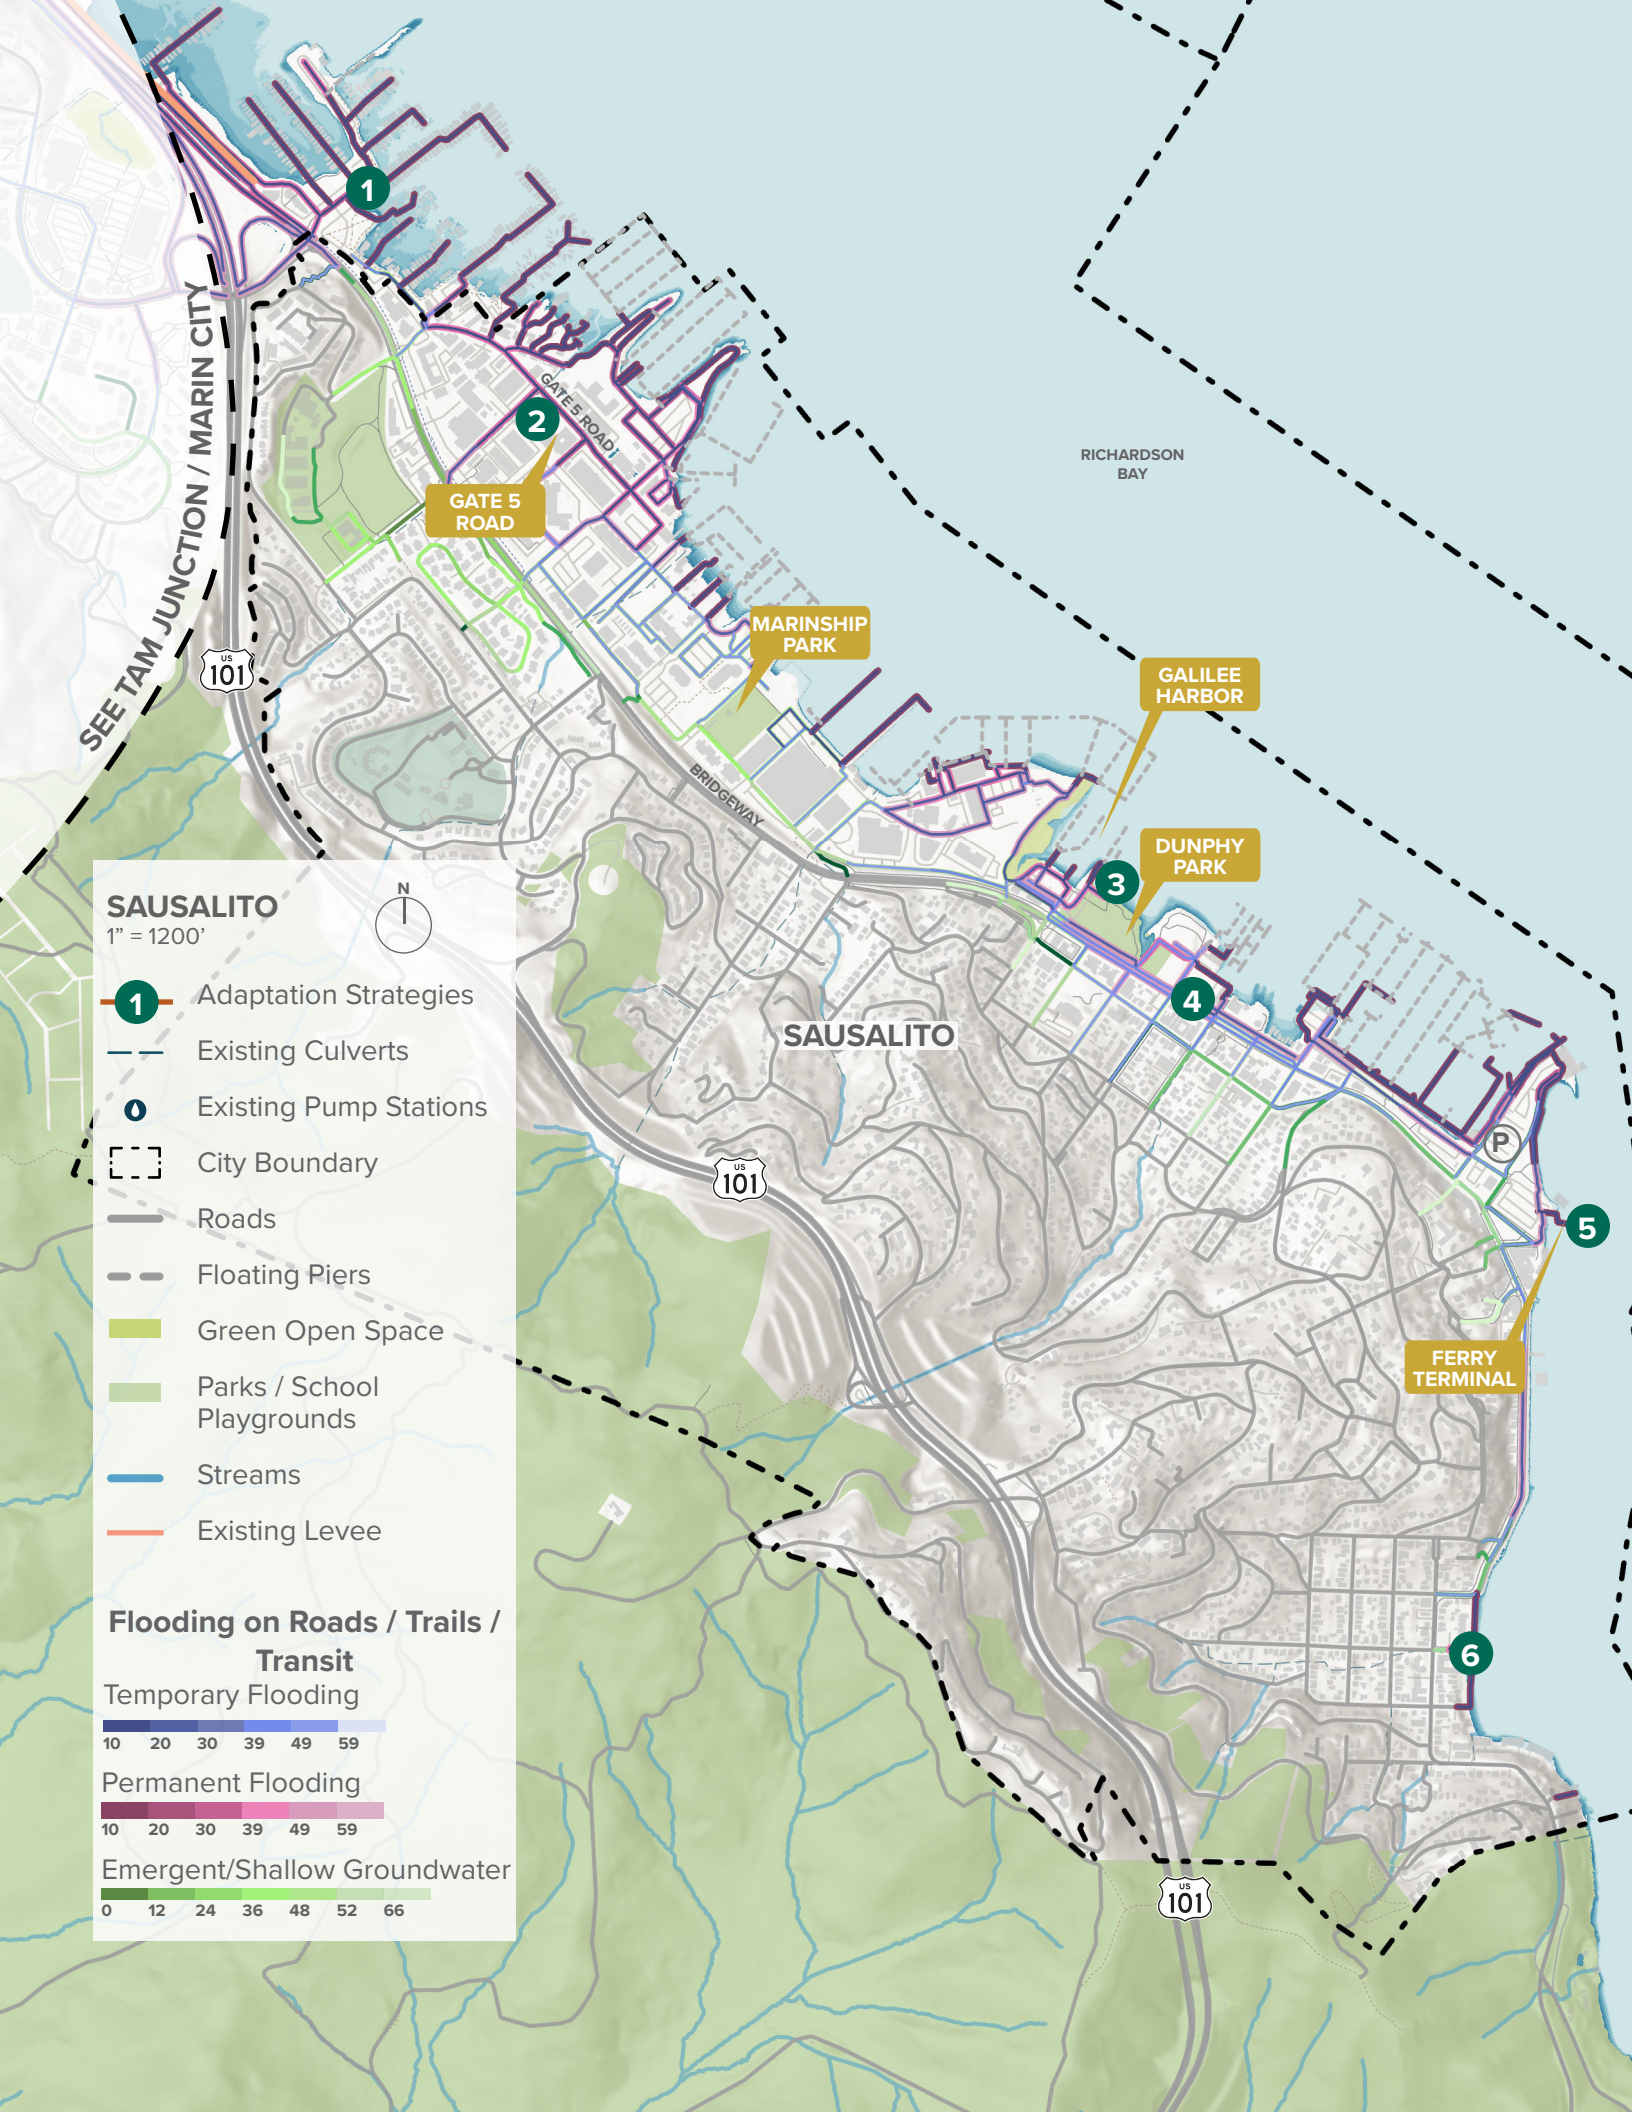 1
SEE TAM JUNCTION / MARIN CITY
GATE 5 ROAD
2
GATE 5
ROAD
RICHARDSON
BAY
US
101
MARINSHIP
PARK
GALILEE
HARBOR
BRIDGEWAY
DUNPHY
PARK
3
4
SAUSALITO
P
5
US
101
FERRY
TERMINAL
6
US
101
SAUSALITO
1” = 1200’
N
1
Adaptation Strategies
Existing Culverts
Existing Pump Stations
City Boundary
Roads
Floating Piers
Green Open Space
Parks / School
Playgrounds
Streams
Existing Levee
Flooding on Roads / Trails /
Transit
Temporary Flooding
10 20 30 39 49 59
Permanent Flooding
10 20 30 39 49 59
Emergent/Shallow Groundwater
0 12 24 36 48 52 66